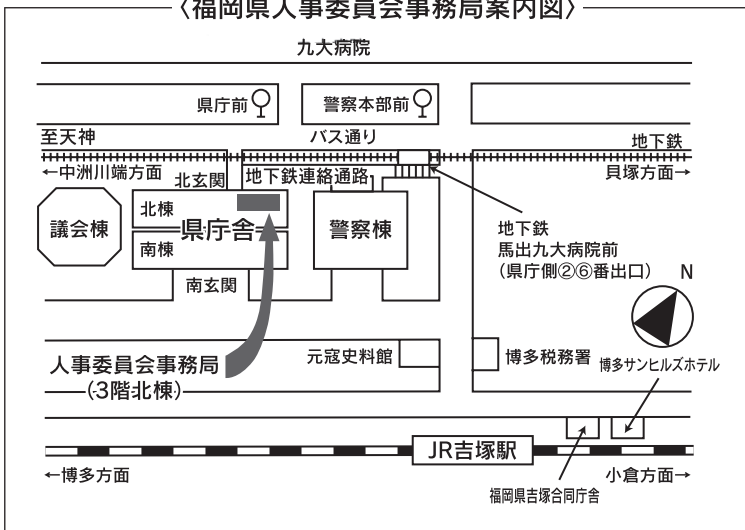 〈福岡県人事委員会事務局案内図〉
九大病院
県庁前
警察本部前
至天神
バス通り
地下鉄
←中洲川端方面
北玄関
地下鉄連絡通路
貝塚方面→
議会棟
北棟
県庁舎
南棟
警察棟
南玄関
地下鉄
馬出九大病院前
(県庁側②⑥番出口)
N
人事委員会事務局
(3階北棟)
元寇史料館
博多税務署
博多サンヒルズホテル
JR吉塚駅
←博多方面
小倉方面→
福岡県吉塚合同庁舎